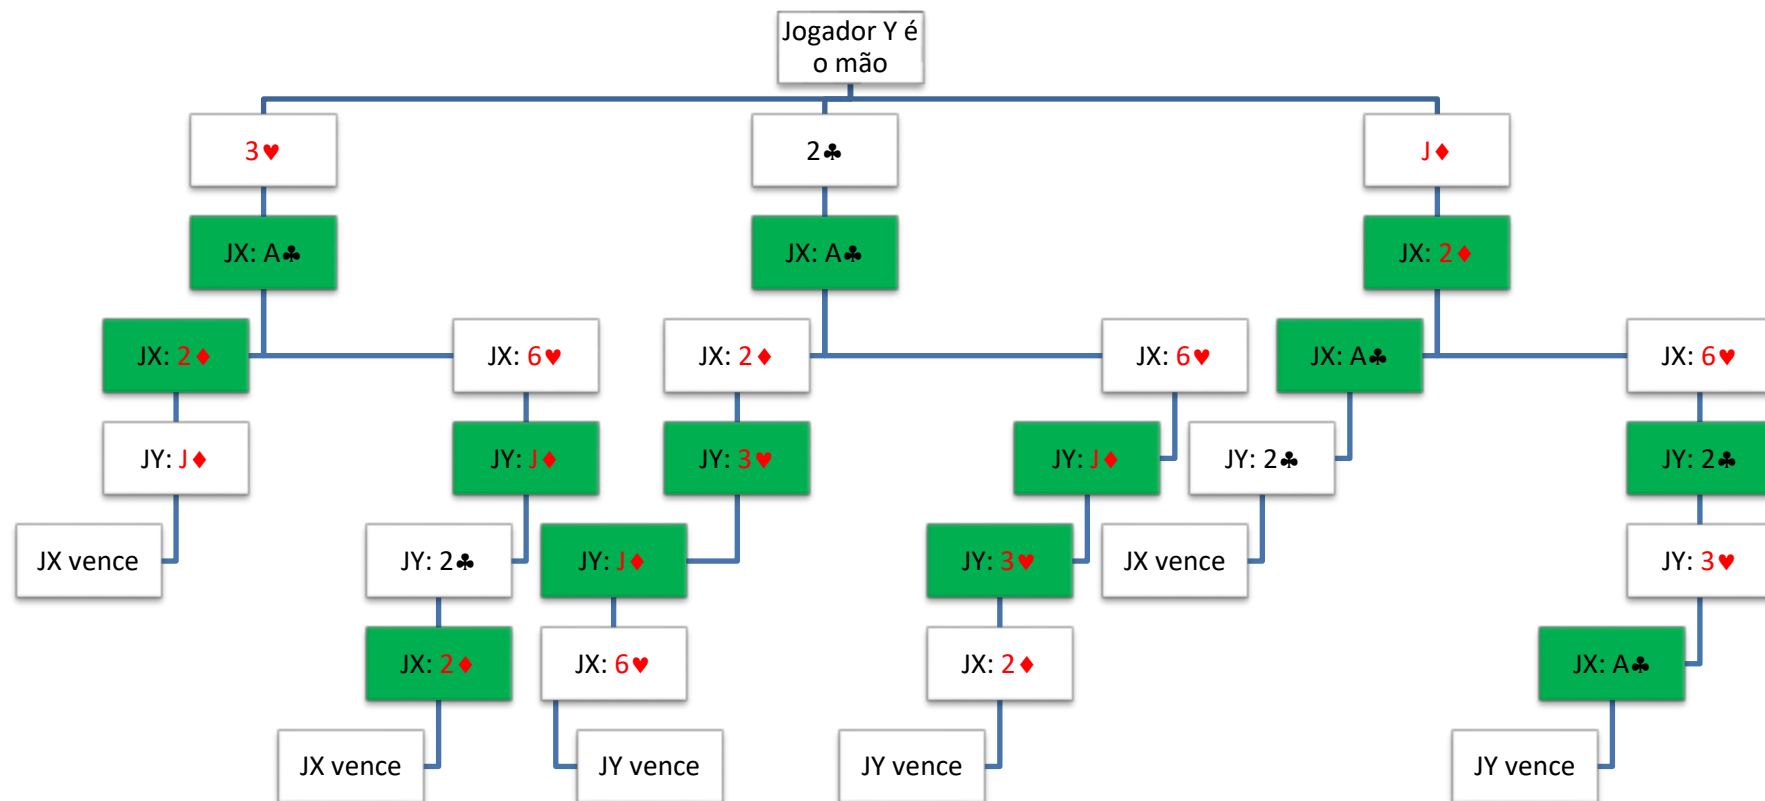 Jogador Y é
o mão
3♥
2♣
J♦
JX: A♣
JX: A♣
JX: 2♦
JX: 2♦
JX: 6♥
JX: 2♦
JX: 6♥
JX: A♣
JX: 6♥
JY: J♦
JY: J♦
JY: 3♥
JY: J♦
JY: 2♣
JY: 2♣
JX vence
JY: 2♣
JY: J♦
JY: 3♥
JX vence
JY: 3♥
JX: 2♦
JX: 6♥
JX: 2♦
JX: A♣
JX vence
JY vence
JY vence
JY vence